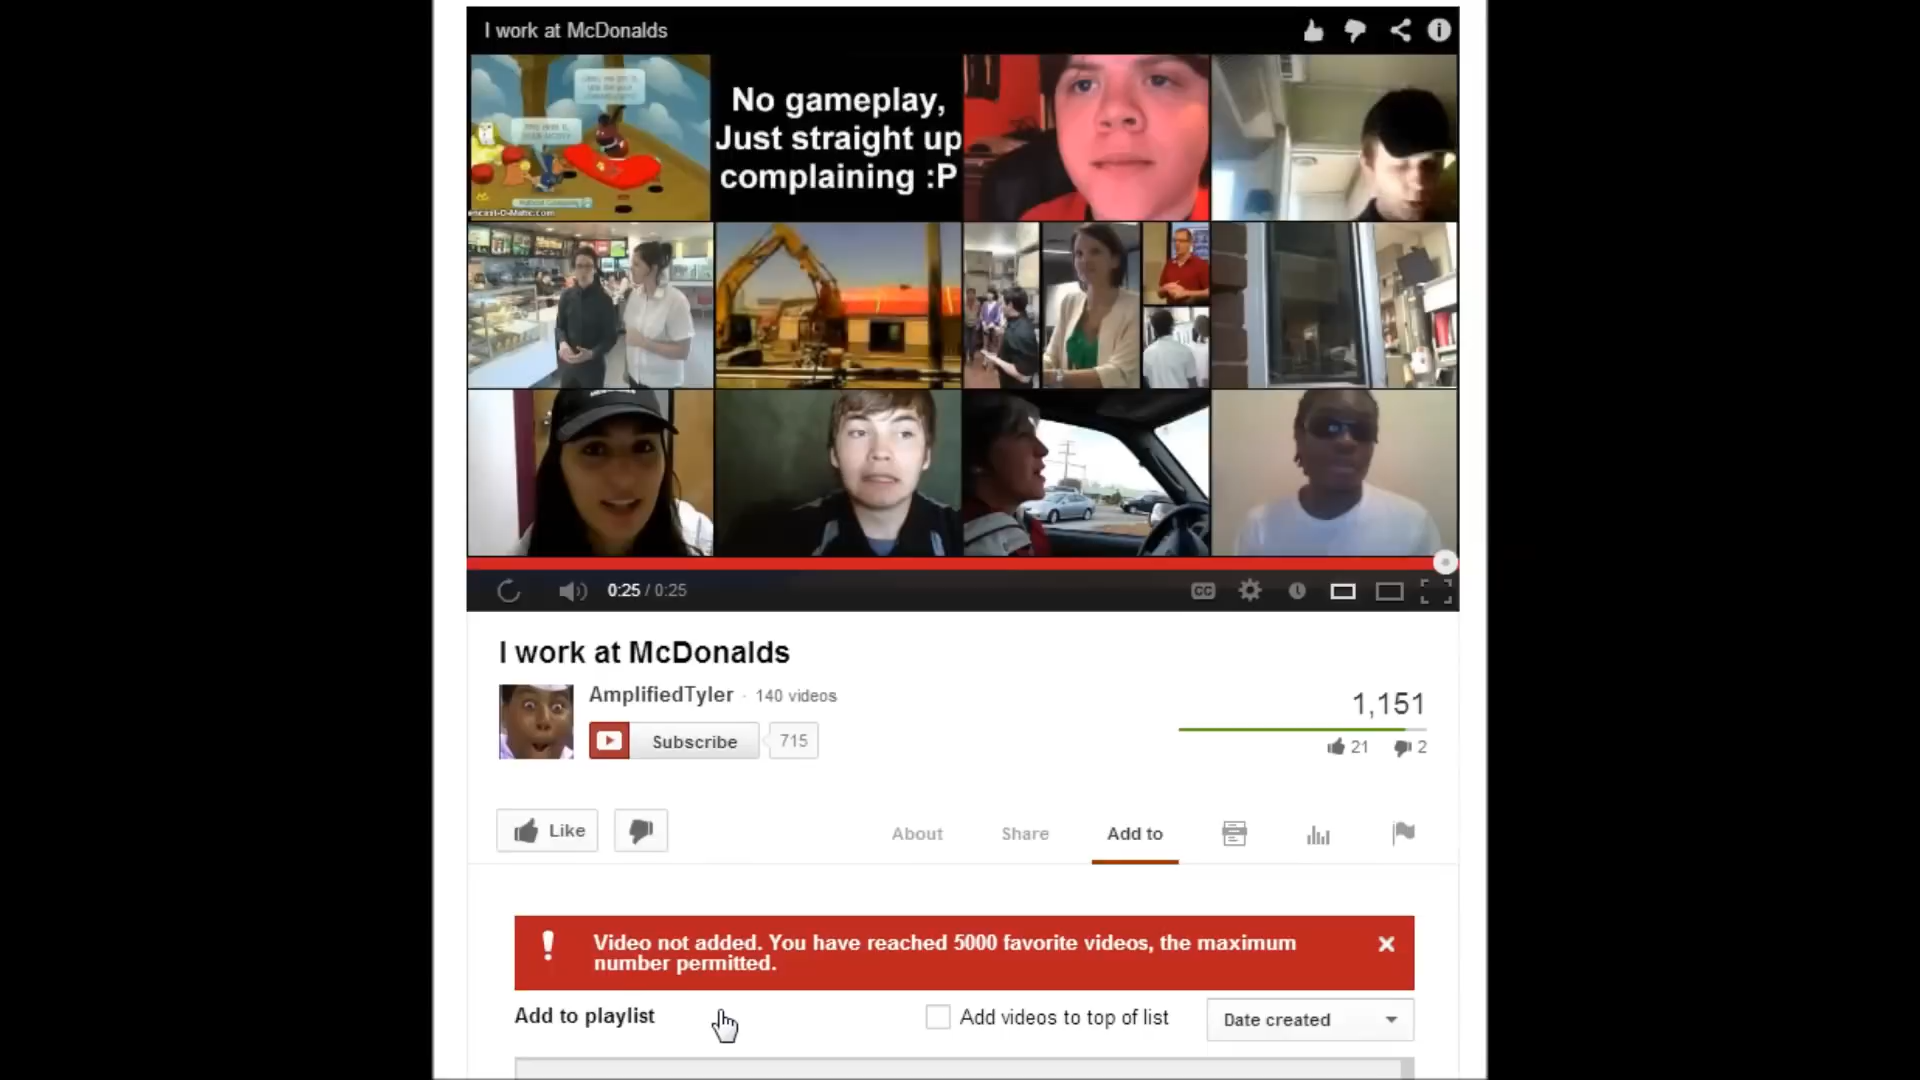 I work at McDonalds
No gameplay,
Just straight up
complaining :P
0:25 / 0:25
CC
I work at McDonalds
AmplifiedTyler · 140 videos
1,151
Subscribe
715
21
2
Like
About
Share
Add to
Video not added. You have reached 5000 favorite videos, the maximum
number permitted.
Add to playlist
Add videos to top of list
Date created